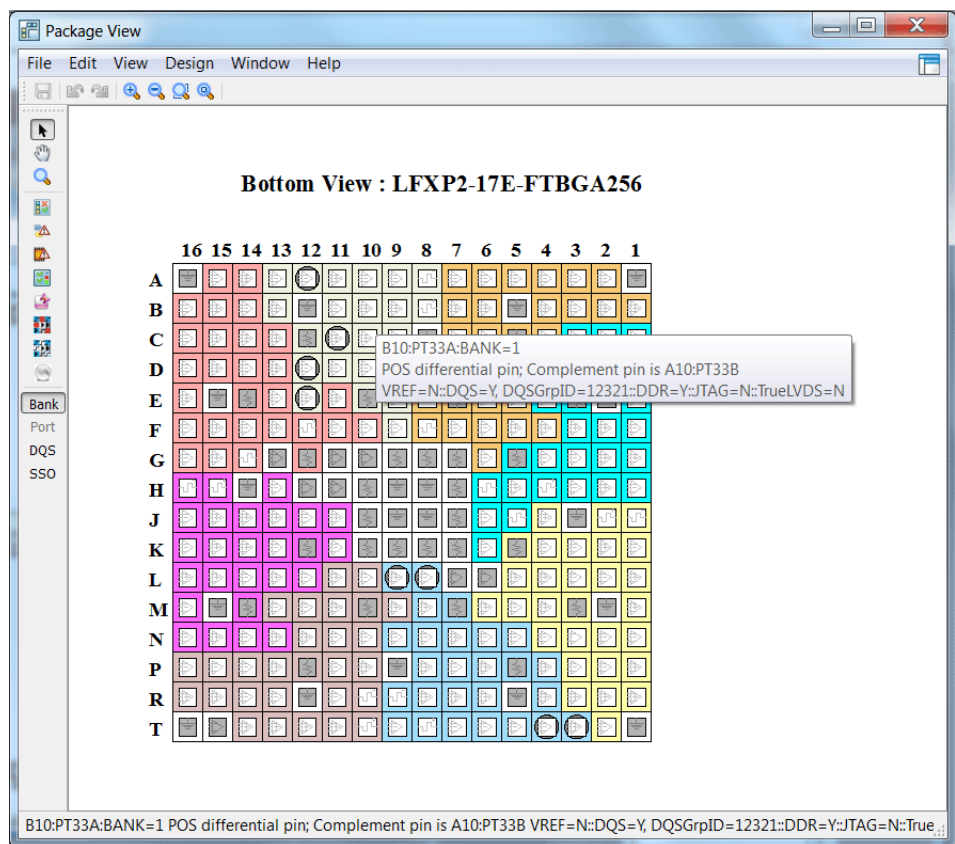 Package View
File Edit View Design Window Help
Bottom View : LFXP2-17E-FTBGA256
16 15 14 13 12 11 10 9 8 7 6 5 4 3 2 1
A
B
C
D
E
F
G
H
J
K
L
M
N
P
R
T
B10:PT33A:BANK=1
POS differential pin; Complement pin is A10:PT33B
VREF=N::DQS=Y, DQSGrpID=12321::DDR=Y::JTAG=N::TrueLVDS=N
Bank
Port
DQS
SSO
B10:PT33A:BANK=1 POS differential pin; Complement pin is A10:PT33B VREF=N::DQS=Y, DQSGrpID=12321::DDR=Y::JTAG=N::True